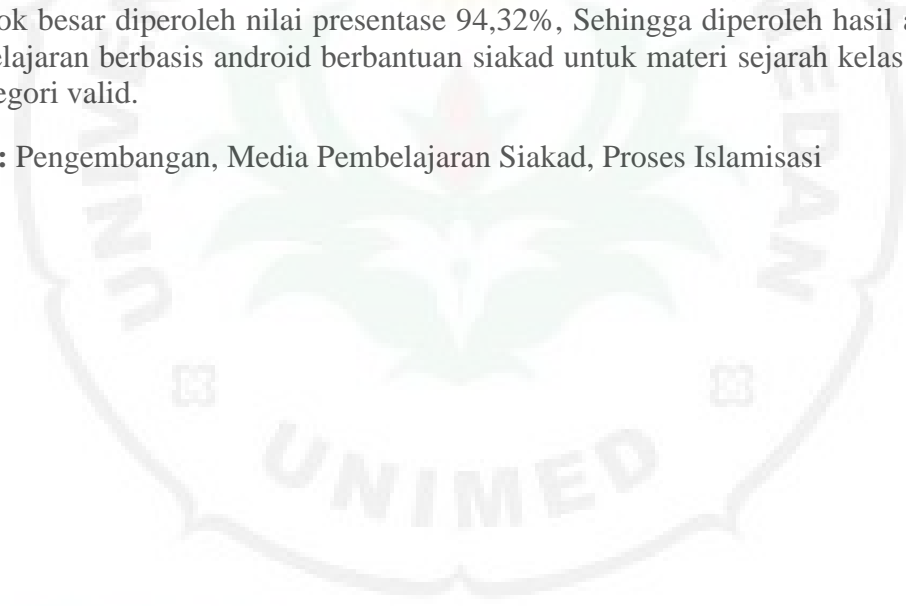 ok besar diperoleh nilai presentase 94,32%, Sehingga diperoleh hasil a
elajaran berbasis android berbantuan siakad untuk materi sejarah kelas
egori valid.
: Pengembangan, Media Pembelajaran Siakad, Proses Islamisasi
UNIMED